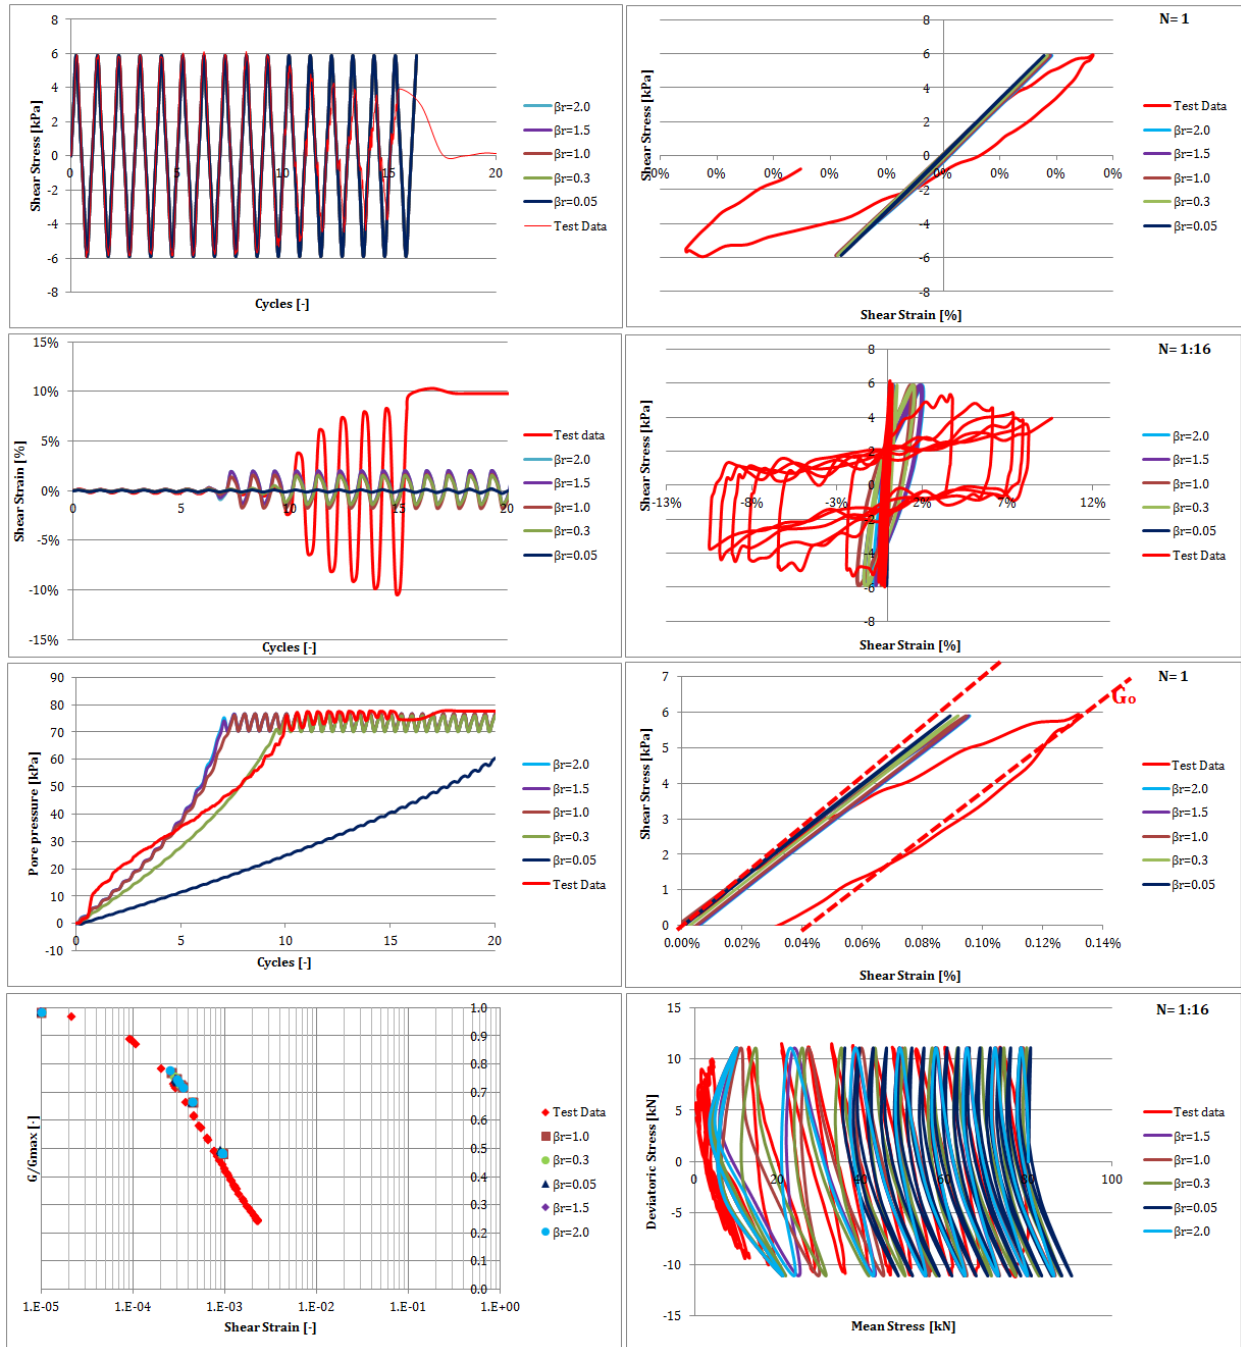 8
6
4
2
0
-2
-4
-6
-8
0
5
10
15
20
Shear Stress [kPa]
Cycles [-]
βr=2.0
βr=1.5
βr=1.0
βr=0.3
βr=0.05
Test Data
N= 1
8
6
4
2
0
-2
-4
-6
-8
0%
0%
0%
0%
0%
0%
0%
0%
0%
Shear Stress [kPa]
Shear Strain [%]
Test Data
βr=2.0
βr=1.5
βr=1.0
βr=0.3
βr=0.05
15%
10%
5%
0%
-5%
-10%
-15%
0
5
10
15
20
Shear Strain [%]
Cycles [-]
Test data
βr=2.0
βr=1.5
βr=1.0
βr=0.3
βr=0.05
N= 1:16
8
6
4
2
0
-2
-4
-6
-8
-13%
-8%
-3%
2%
7%
12%
Shear Stress [kPa]
Shear Strain [%]
βr=2.0
βr=1.5
βr=1.0
βr=0.3
βr=0.05
Test Data
90
80
70
60
50
40
30
20
10
0
-10
0
5
10
15
20
Pore pressure [kPa]
Cycles [-]
βr=2.0
βr=1.5
βr=1.0
βr=0.3
βr=0.05
Test Data
N= 1
Go
7
6
5
4
3
2
1
0
0.00%
0.02%
0.04%
0.06%
0.08%
0.10%
0.12%
0.14%
Shear Stress [kPa]
Shear Strain [%]
Test Data
βr=2.0
βr=1.5
βr=1.0
βr=0.3
βr=0.05
1.0
0.9
0.8
0.7
0.6
0.5
0.4
0.3
0.2
0.1
0.0
1.E-05
1.E-04
1.E-03
1.E-02
1.E-01
1.E+00
G/Gmax [-]
Shear Strain [-]
Test Data
βr=1.0
βr=0.3
βr=0.05
βr=1.5
βr=2.0
N= 1:16
15
10
5
0
-5
-10
-15
0
20
40
60
80
100
Deviatoric Stress [kN]
Mean Stress [kN]
Test data
βr=1.5
βr=1.0
βr=0.3
βr=0.05
βr=2.0